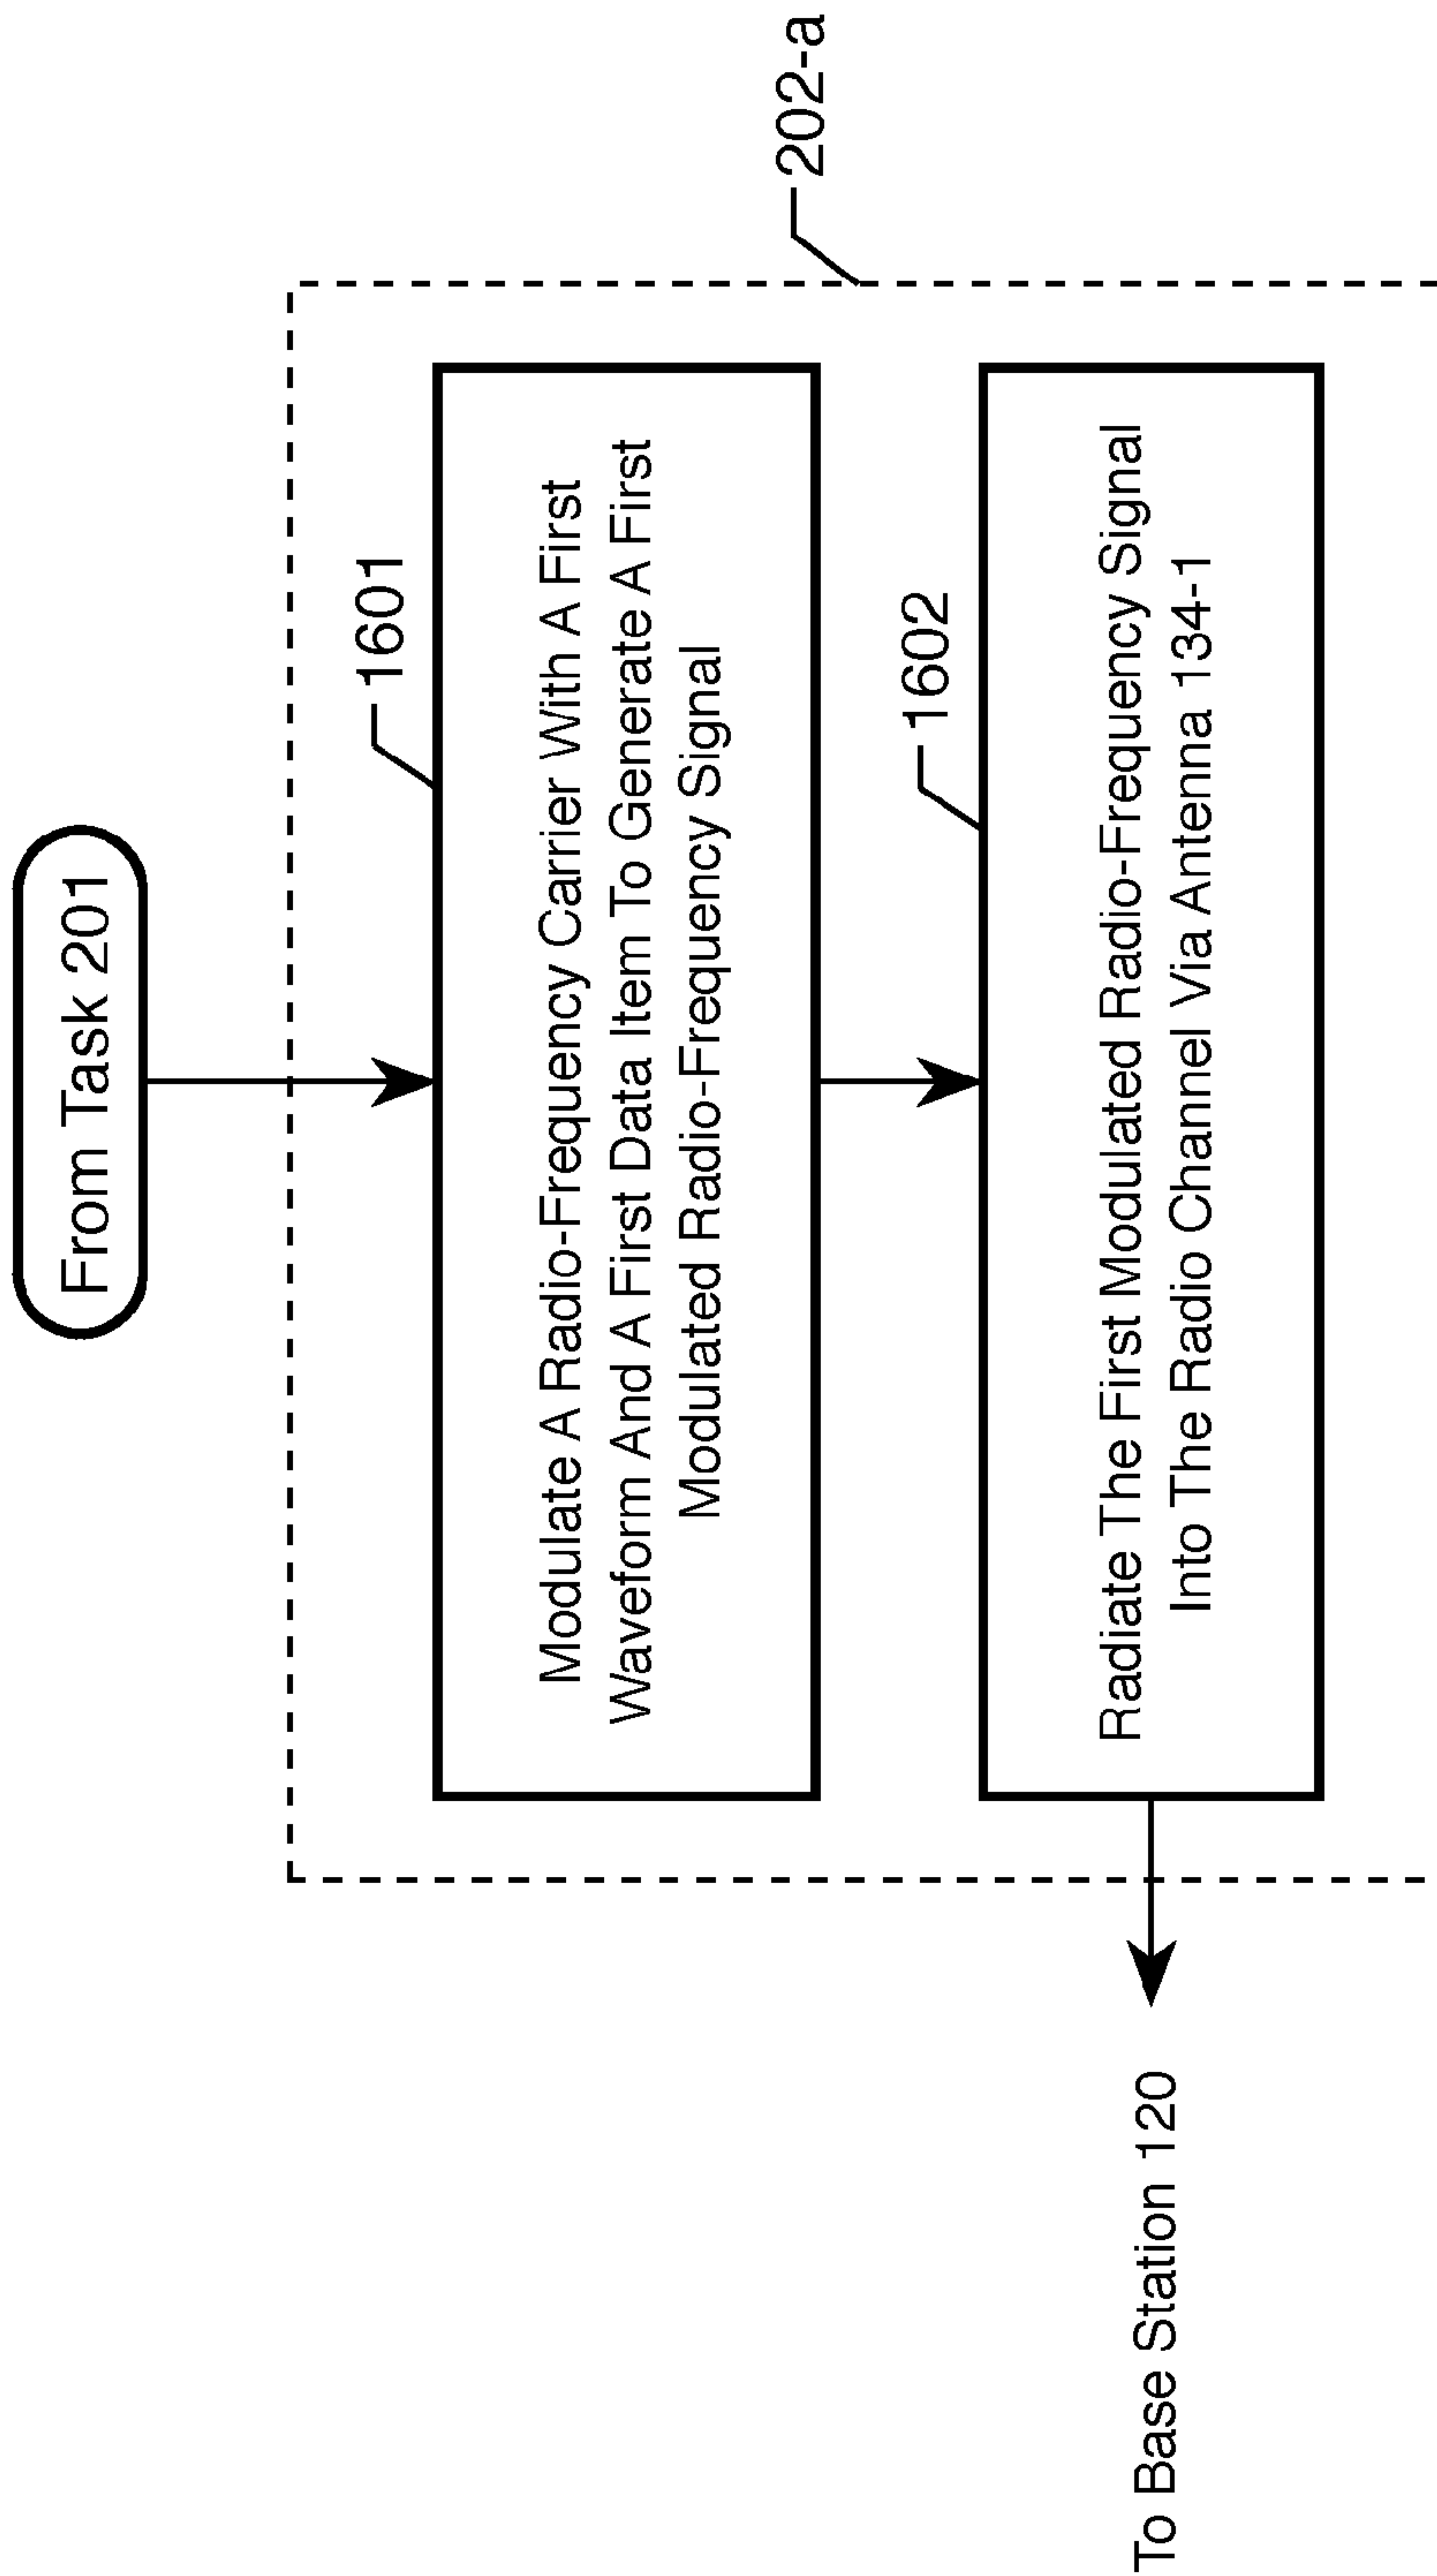 From Task 201
202-a
1601
Modulate A Radio-Frequency Carrier With A First
Waveform And A First Data Item To Generate A First
Modulated Radio-Frequency Signal
1602
Radiate The First Modulated Radio-Frequency Signal
Into The Radio Channel Via Antenna 134-1
To Base Station 120